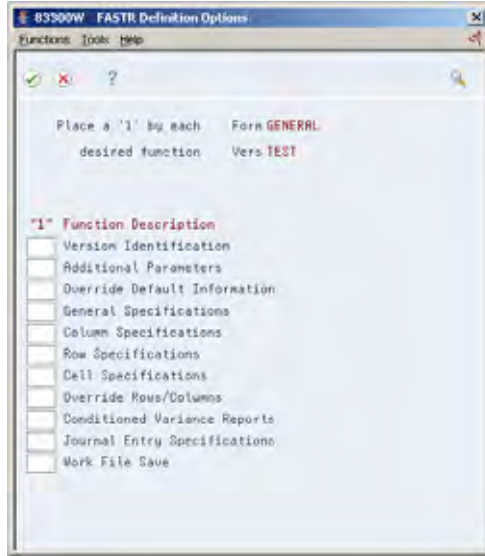 83300W FASTR Definition Options
Functions Tools Help
?
Place a '1' by each Form GENERAL
desired function Vers TEST
"1" Function Description
Version Identification
Additional Parameters
Override Default Information
General Specifications
Column Specifications
Row Specifications
Cell Specifications
Override Rows/Columns
Conditioned Variance Reports
Journal Entry Specifications
Work File Save